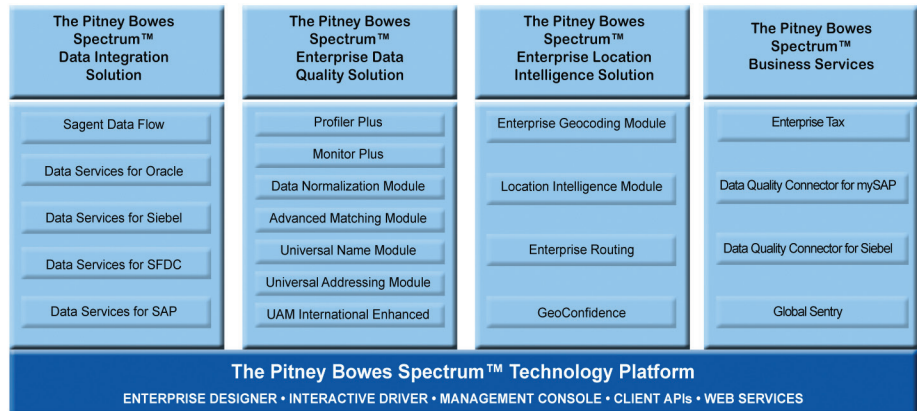 The Pitney Bowes
Spectrum™
Data Integration
Solution
Sagent Data Flow
Data Services for Oracle
Data Services for Siebel
Data Services for SFDC
Data Services for SAP
The Pitney Bowes
Spectrum™
Enterprise Data
Quality Solution
Profiler Plus
Monitor Plus
Data Normalization Module
Advanced Matching Module
Universal Name Module
Universal Addressing Module
UAM International Enhanced
The Pitney Bowes
Spectrum™
Enterprise Location
Intelligence Solution
Enterprise Geocoding Module
Location Intelligence Module
Enterprise Routing
GeoConfidence
The Pitney Bowes
Spectrum™
Business Services
Enterprise Tax
Data Quality Connector for mySAP
Data Quality Connector for Siebel
Global Sentry
The Pitney Bowes Spectrum™ Technology Platform
ENTERPRISE DESIGNER • INTERACTIVE DRIVER • MANAGEMENT CONSOLE • CLIENT APIs • WEB SERVICES